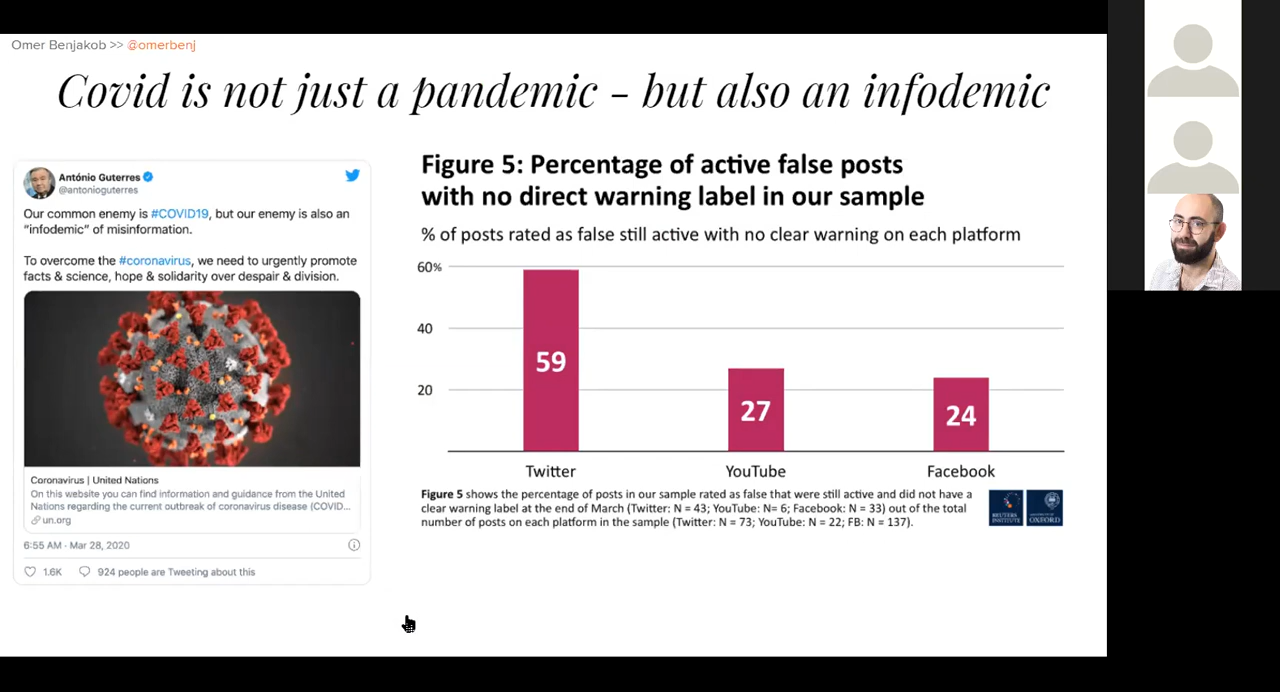 Omer Benjakob >> @omerbenj
Covid is not just a pandemic - but also an infodemic
António Guterres
@antonioguterres
Our common enemy is #COVID19, but our enemy is also an
"infodemic" of misinformation.
To overcome the #coronavirus, we need to urgently promote
facts & science, hope & solidarity over despair & division.
Coronavirus | United Nations
On this website you can find information and guidance from the United
Nations regarding the current outbreak of coronavirus disease (COVID...
un.org
6:55 AM · Mar 28, 2020
1.6K 924 people are Tweeting about this
Figure 5: Percentage of active false posts
with no direct warning label in our sample
% of posts rated as false still active with no clear warning on each platform
60%
40
20
59
27
24
Twitter YouTube Facebook
Figure 5 shows the percentage of posts in our sample rated as false that were still active and did not have a
clear warning label at the end of March (Twitter: N = 43; YouTube: N= 6; Facebook: N = 33) out of the total
number of posts on each platform in the sample (Twitter: N = 73; YouTube: N = 22; FB: N = 137).
REUTERS
INSTITUTE
UNIVERSITY OF
OXFORD